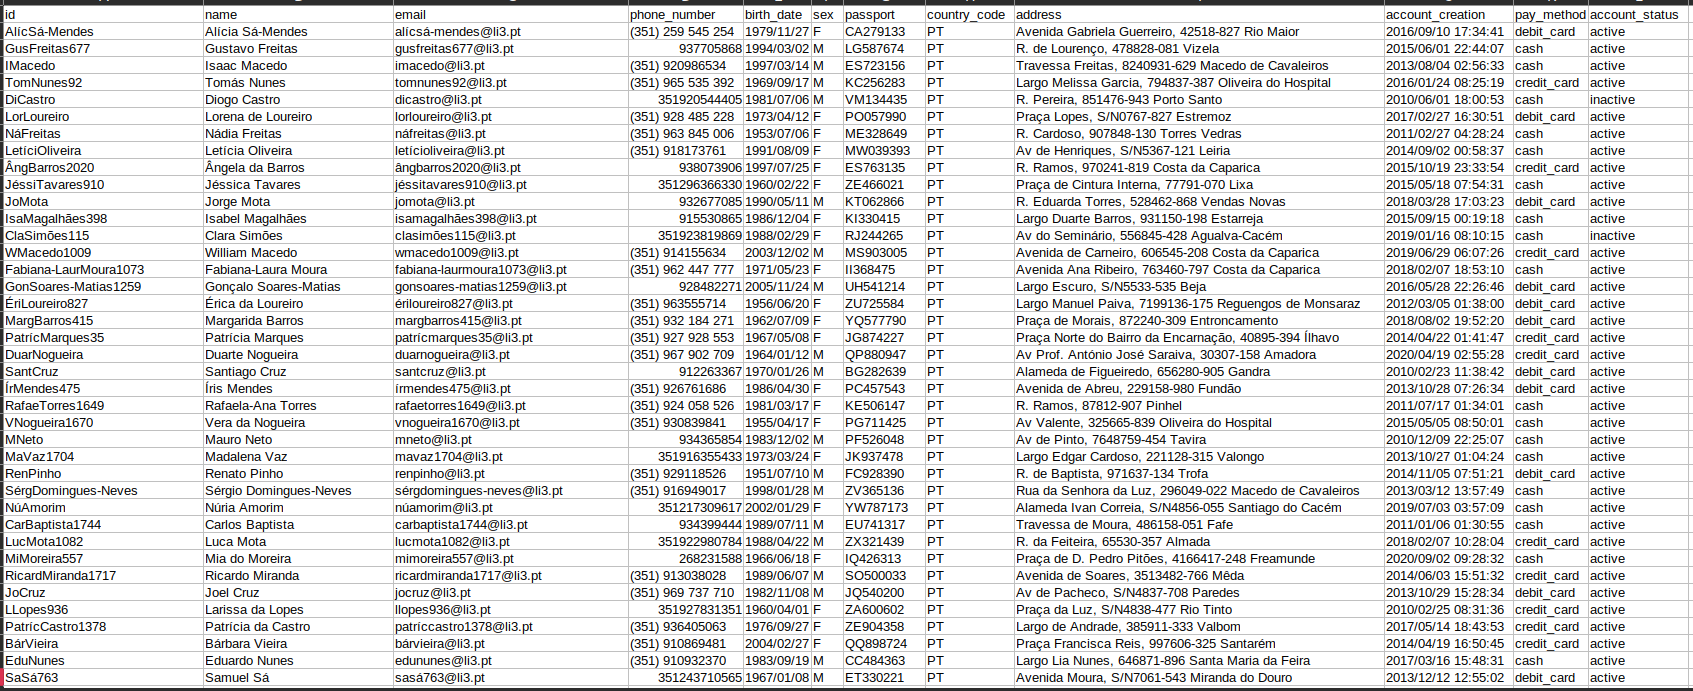 id name email phone_number birth_date sex passport country_code address account_creation pay_method account_status
AlícSá-Mendes Alícia Sá-Mendes alícsá-mendes@li3.pt (351) 259 545 254 1979/11/27 F CA279133 PT Avenida Gabriela Guerreiro, 42518-827 Rio Maior 2016/09/10 17:34:41 debit_card active
GusFreitas677 Gustavo Freitas gusfreitas677@li3.pt 937705868 1994/03/02 M LG587674 PT R. de Lourenço, 478828-081 Vizela 2015/06/01 22:44:07 cash active
IMacedo Isaac Macedo imacedo@li3.pt (351) 920986534 1997/03/14 M ES723156 PT Travessa Freitas, 8240931-629 Macedo de Cavaleiros 2013/08/04 02:56:33 cash active
TomNunes92 Tomás Nunes tomnunes92@li3.pt (351) 965 535 392 1969/09/17 M KC256283 PT Largo Melissa Garcia, 794837-387 Oliveira do Hospital 2016/01/24 08:25:19 credit_card active
DiCastro Diogo Castro dicastro@li3.pt 351920544405 1981/07/06 M VM134435 PT R. Pereira, 851476-943 Porto Santo 2010/06/01 18:00:53 cash inactive
LorLoureiro Lorena de Loureiro lorloureiro@li3.pt (351) 928 485 228 1973/04/12 F PO057990 PT Praça Lopes, S/N0767-827 Estremoz 2017/02/27 16:30:51 debit_card active
NáFreitas Nádia Freitas náfreitas@li3.pt (351) 963 845 006 1953/07/06 F ME328649 PT R. Cardoso, 907848-130 Torres Vedras 2011/02/27 04:28:24 cash active
LetíciOliveira Letícia Oliveira letícioliveira@li3.pt (351) 918173761 1991/08/09 F MW039393 PT Av de Henriques, S/N5367-121 Leiria 2014/09/02 00:58:37 cash active
ÂngBarros2020 Ângela da Barros ângbarros2020@li3.pt 938073906 1997/07/25 F ES763135 PT R. Ramos, 970241-819 Costa da Caparica 2015/10/19 23:33:54 credit_card active
JéssiTavares910 Jéssica Tavares jéssitavares910@li3.pt 351296366330 1960/02/22 F ZE466021 PT Praça de Cintura Interna, 77791-070 Lixa 2015/05/18 07:54:31 cash active
JoMota Jorge Mota jomota@li3.pt 932677085 1990/05/11 M KT062866 PT R. Eduarda Torres, 528462-868 Vendas Novas 2018/03/28 17:03:23 debit_card active
IsaMagalhães398 Isabel Magalhães isamagalhães398@li3.pt 915530865 1986/12/04 F KI330415 PT Largo Duarte Barros, 931150-198 Estarreja 2015/09/15 00:19:18 cash active
ClaSimões115 Clara Simões clasimões115@li3.pt 351923819869 1988/02/29 F RJ244265 PT Av do Seminário, 556845-428 Agualva-Cacém 2019/01/16 08:10:15 cash inactive
WMacedo1009 William Macedo wmacedo1009@li3.pt (351) 914155634 2003/12/02 M MS903005 PT Avenida de Carneiro, 606545-208 Costa da Caparica 2019/06/29 06:07:26 credit_card active
Fabiana-LaurMoura1073 Fabiana-Laura Moura fabiana-laurmoura1073@li3.pt (351) 962 447 777 1971/05/23 F II368475 PT Avenida Ana Ribeiro, 763460-797 Costa da Caparica 2018/02/07 18:53:10 cash active
GonSoares-Matias1259 Gonçalo Soares-Matias gonsoares-matias1259@li3.pt 928482271 2005/11/24 M UH541214 PT Largo Escuro, S/N5533-535 Beja 2016/05/28 22:26:46 debit_card active
ÉriLoureiro827 Érica da Loureiro ériloureiro827@li3.pt (351) 963555714 1956/06/20 F ZU725584 PT Largo Manuel Paiva, 7199136-175 Reguengos de Monsaraz 2012/03/05 01:38:00 debit_card active
MargBarros415 Margarida Barros margbarros415@li3.pt (351) 932 184 271 1962/07/09 F YQ577790 PT Praça de Morais, 872240-309 Entroncamento 2018/08/02 19:52:20 debit_card active
PatrícMarques35 Patrícia Marques patrícmarques35@li3.pt (351) 927 928 553 1967/05/08 F JG874227 PT Praça Norte do Bairro da Encarnação, 40895-394 Ílhavo 2014/04/22 01:41:47 credit_card active
DuarNogueira Duarte Nogueira duarnogueira@li3.pt (351) 967 902 709 1964/01/12 M QP880947 PT Av Prof. António José Saraiva, 30307-158 Amadora 2020/04/19 02:55:28 credit_card active
SantCruz Santiago Cruz santcruz@li3.pt 912263367 1970/01/26 M BG282639 PT Alameda de Figueiredo, 656280-905 Gandra 2010/02/23 11:38:42 debit_card active
ÍrMendes475 Íris Mendes írmendes475@li3.pt (351) 926761686 1986/04/30 F PC457543 PT Avenida de Abreu, 229158-980 Fundão 2013/10/28 07:26:34 debit_card active
RafaeTorres1649 Rafaela-Ana Torres rafaetorres1649@li3.pt (351) 924 058 526 1981/03/17 F KE506147 PT R. Ramos, 87812-907 Pinhel 2011/07/17 01:34:01 cash active
VNogueira1670 Vera da Nogueira vnogueira1670@li3.pt (351) 930839841 1955/04/17 F PG711425 PT Av Valente, 325665-839 Oliveira do Hospital 2015/05/05 08:50:01 cash active
MNeto Mauro Neto mneto@li3.pt 934365854 1983/12/02 M PF526048 PT Av de Pinto, 7648759-454 Tavira 2010/12/09 22:25:07 cash active
MaVaz1704 Madalena Vaz mavaz1704@li3.pt 351916355433 1973/03/24 F JK937478 PT Largo Edgar Cardoso, 221128-315 Valongo 2013/10/27 01:04:24 cash active
RenPinho Renato Pinho renpinho@li3.pt (351) 929118526 1951/07/10 M FC928390 PT R. de Baptista, 971637-134 Trofa 2014/11/05 07:51:21 debit_card active
SérgDomingues-Neves Sérgio Domingues-Neves sérgdomingues-neves@li3.pt (351) 916949017 1998/01/28 M ZV365136 PT Rua da Senhora da Luz, 296049-022 Macedo de Cavaleiros 2013/03/12 13:57:49 cash active
NúAmorim Núria Amorim núamorim@li3.pt 351217309617 2002/01/29 F YW787173 PT Alameda Ivan Correia, S/N4856-055 Santiago do Cacém 2019/07/03 03:57:09 cash active
CarBaptista1744 Carlos Baptista carbaptista1744@li3.pt 934399444 1989/07/11 M EU741317 PT Travessa de Moura, 486158-051 Fafe 2011/01/06 01:30:55 cash active
LucMota1082 Luca Mota lucmota1082@li3.pt 351922980784 1988/04/22 M ZX321439 PT R. da Feiteira, 65530-357 Almada 2018/02/07 10:28:04 credit_card active
MiMoreira557 Mia do Moreira mimoreira557@li3.pt 268231588 1966/06/18 F IQ426313 PT Praça de D. Pedro Pitões, 4166417-248 Freamunde 2020/09/02 09:28:32 cash active
RicardMiranda1717 Ricardo Miranda ricardmiranda1717@li3.pt (351) 913038028 1989/06/07 M SO500033 PT Avenida de Soares, 3513482-766 Mêda 2014/06/03 15:51:32 credit_card active
JoCruz Joel Cruz jocruz@li3.pt (351) 969 737 710 1982/11/08 M JQ540200 PT Av de Pacheco, S/N4837-708 Paredes 2013/10/29 15:28:34 debit_card active
LLopes936 Larissa da Lopes llopes936@li3.pt 351927831351 1960/04/01 F ZA600602 PT Praça da Luz, S/N4838-477 Rio Tinto 2010/02/25 08:31:36 credit_card active
PatrícCastro1378 Patrícia da Castro patríccastro1378@li3.pt (351) 936405063 1976/09/27 F ZE904358 PT Largo de Andrade, 385911-333 Valbom 2017/05/14 18:43:53 credit_card active
BárVieira Bárbara Vieira bárvieira@li3.pt (351) 910869481 2004/02/27 F QQ898724 PT Praça Francisca Reis, 997606-325 Santarém 2014/04/19 16:50:45 credit_card active
EduNunes Eduardo Nunes edununes@li3.pt (351) 910932370 1983/09/19 M CC484363 PT Largo Lia Nunes, 646871-896 Santa Maria da Feira 2017/03/16 15:48:31 cash active
SaSá763 Samuel Sá sasá763@li3.pt 351243710565 1967/01/08 M ET330221 PT Avenida Moura, S/N7061-543 Miranda do Douro 2013/12/12 12:55:02 debit_card active